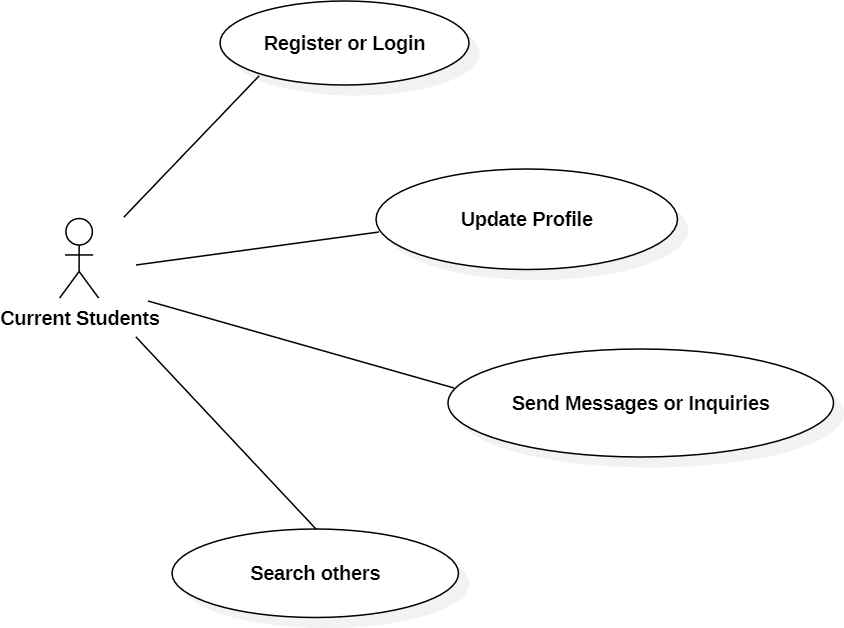 Register or Login
Update Profile
Current Students
Send Messages or Inquiries
Search others